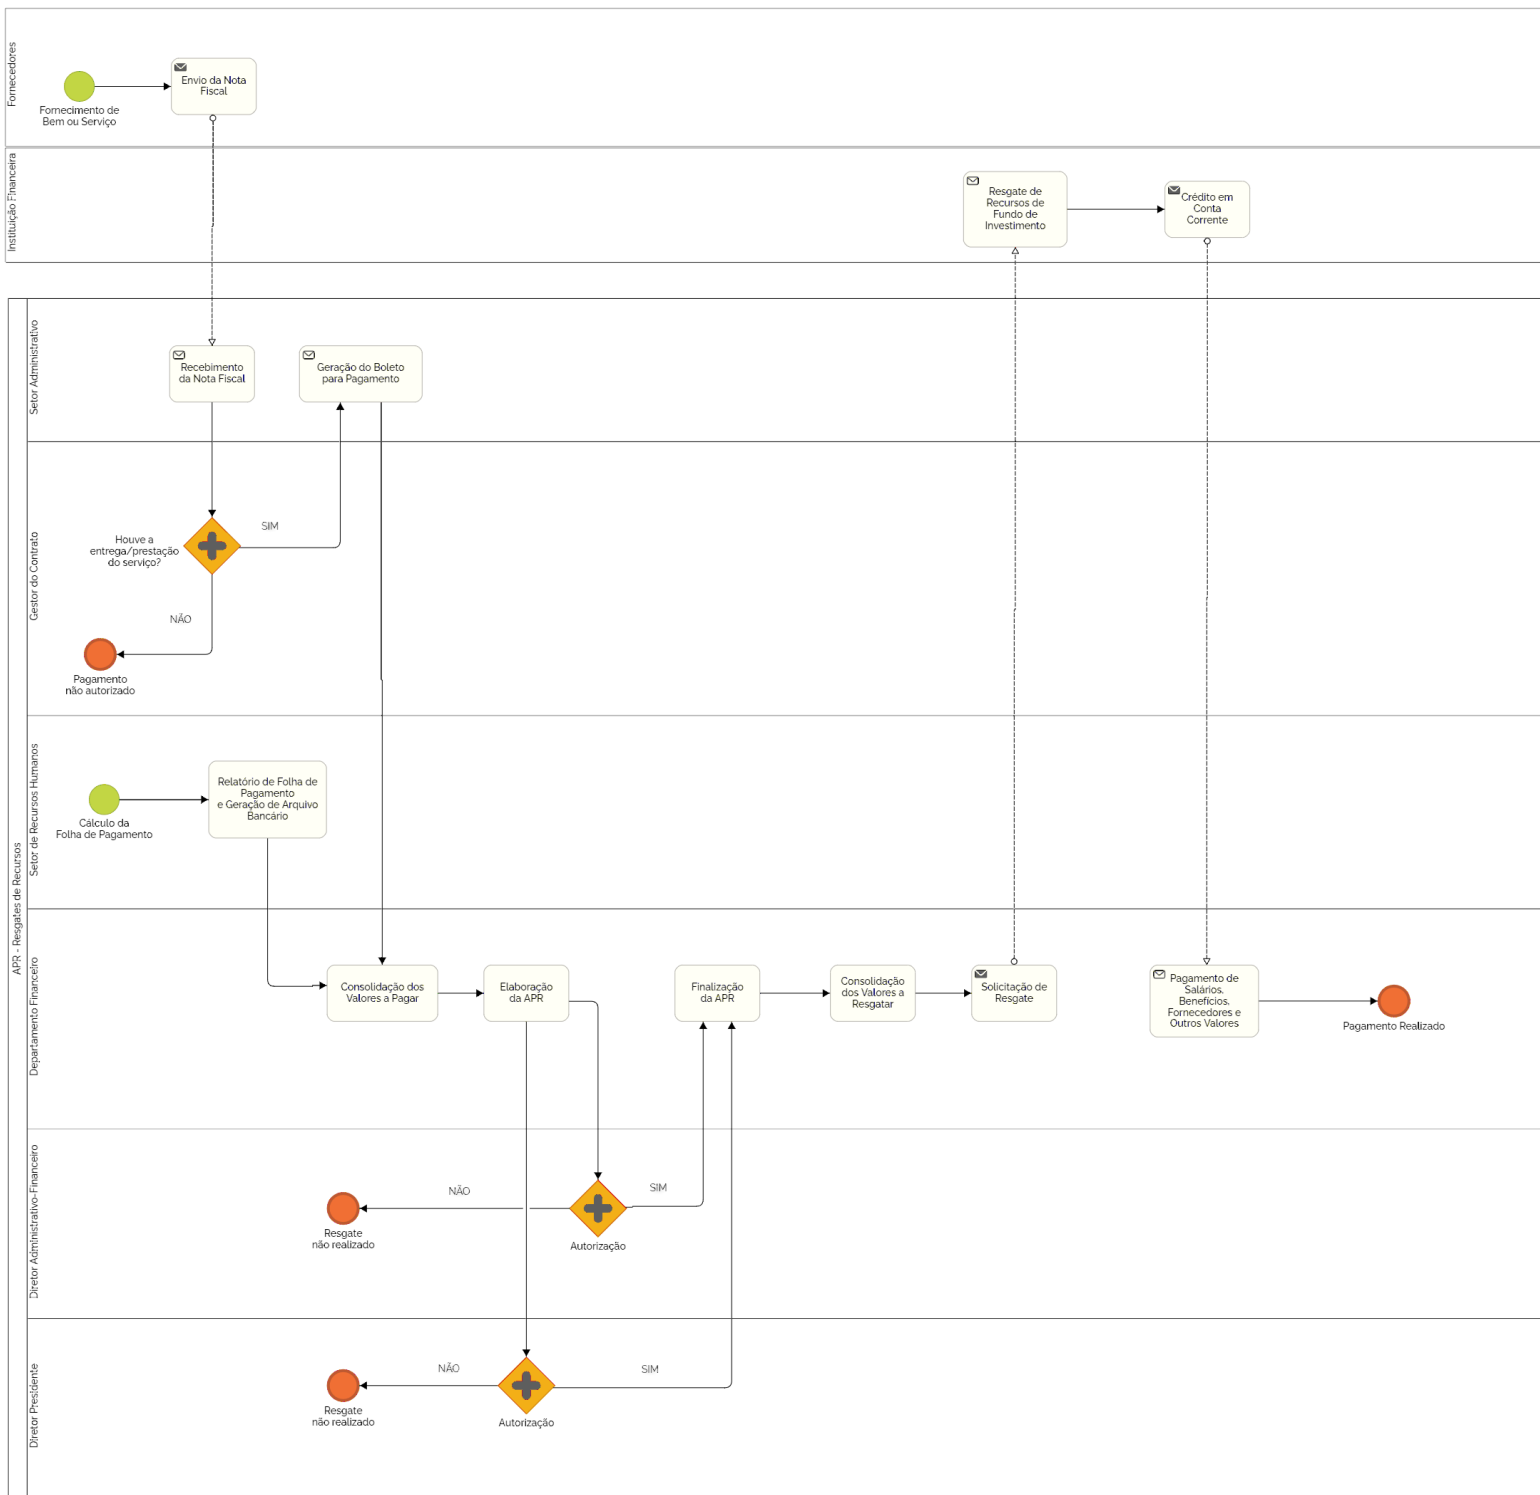 Fornecedores
Fornecimento de
Bem ou Serviço
Envio da Nota
Fiscal
Instituição Financeira
Resgate de
Recursos de
Fundo de
Investimento
Crédito em
Conta
Corrente
APR - Resgates de Recursos
Setor Administrativo
Recebimento
da Nota Fiscal
Geração do Boleto
para Pagamento
Gestor do Contrato
Houve a
entrega/prestação
do serviço?
SIM
NÃO
Pagamento
não autorizado
Setor de Recursos Humanos
Cálculo da
Folha de Pagamento
Relatório de Folha de
Pagamento
e Geração de Arquivo
Bancário
Departamento Financeiro
Consolidação dos
Valores a Pagar
Elaboração
da APR
Finalização
da APR
Consolidação
dos Valores a
Resgatar
Solicitação de
Resgate
Pagamento de
Salários,
Benefícios,
Fornecedores e
Outros Valores
Pagamento Realizado
Diretor Administrativo-Financeiro
NÃO
SIM
Resgate
não realizado
Autorização
Diretor Presidente
NÃO
SIM
Resgate
não realizado
Autorização